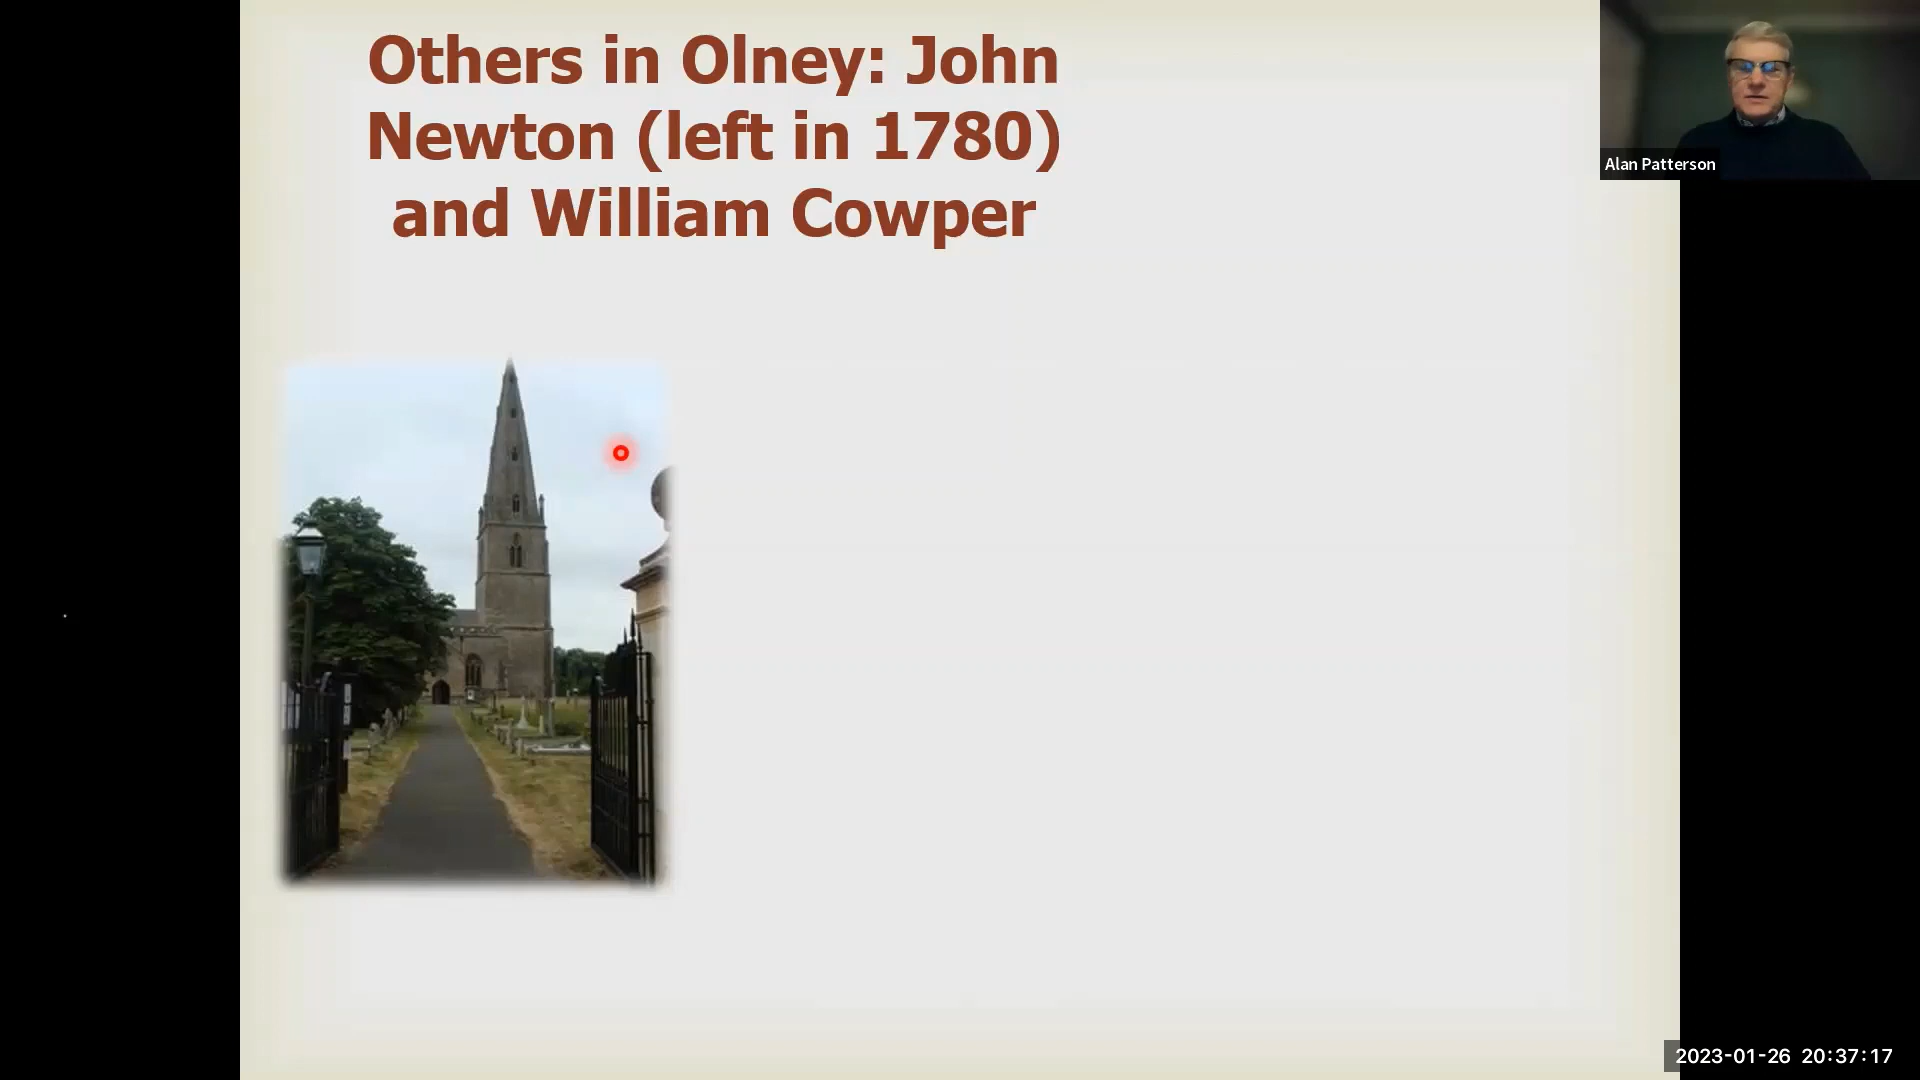 Others in Olney: John
Newton (left in 1780)
and William Cowper
Alan Patterson
2023-01-26 20:37:17